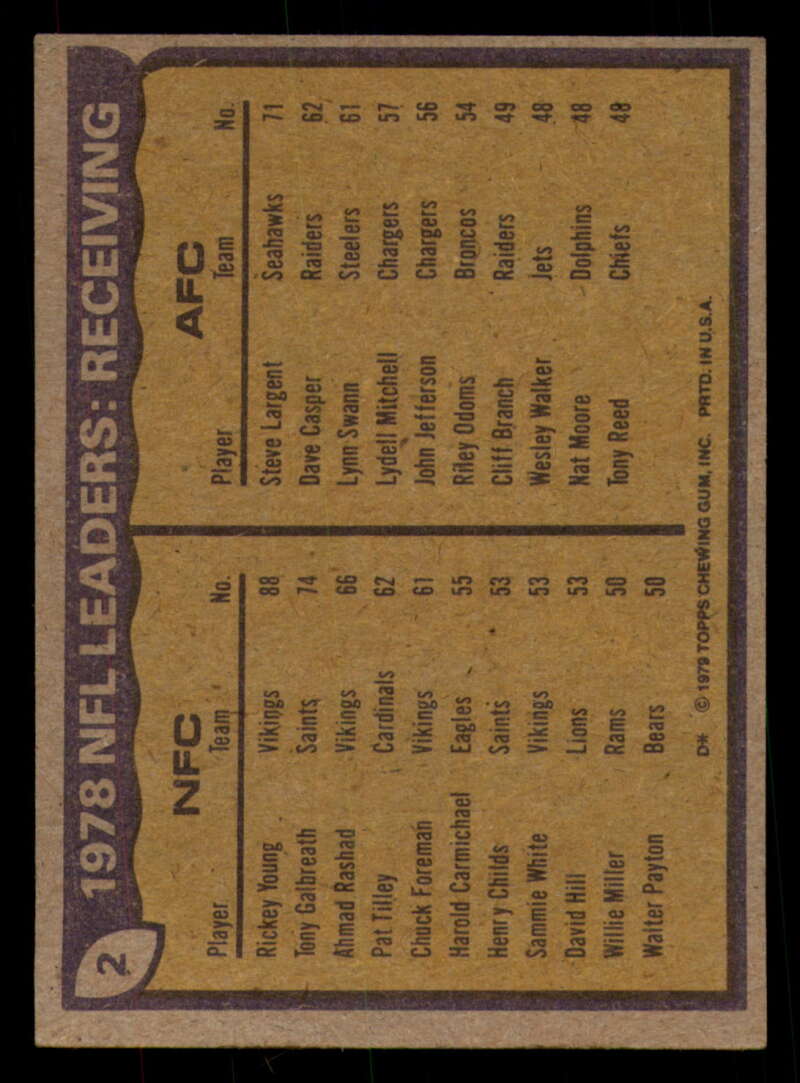 2
1978 NFL LEADERS: RECEIVING
NFC
Player Team No.
Rickey Young Vikings 88
Tony Galbreath Saints 74
Ahmad Rashad Vikings 66
Pat Tilley Cardinals 62
Chuck Foreman Vikings 61
Harold Carmichael Eagles 55
Henry Childs Saints 53
Sammie White Vikings 53
David Hill Lions 53
Willie Miller Rams 50
Walter Payton Bears 50
AFC
Player Team No.
Steve Largent Seahawks 71
Dave Casper Raiders 62
Lynn Swann Steelers 61
Lydell Mitchell Chargers 57
John Jefferson Chargers 56
Riley Odoms Broncos 54
Cliff Branch Raiders 49
Wesley Walker Jets 48
Nat Moore Dolphins 48
Tony Reed Chiefs 48
D* © 1979 TOPPS CHEWING GUM, INC. PRTD. IN U.S.A.